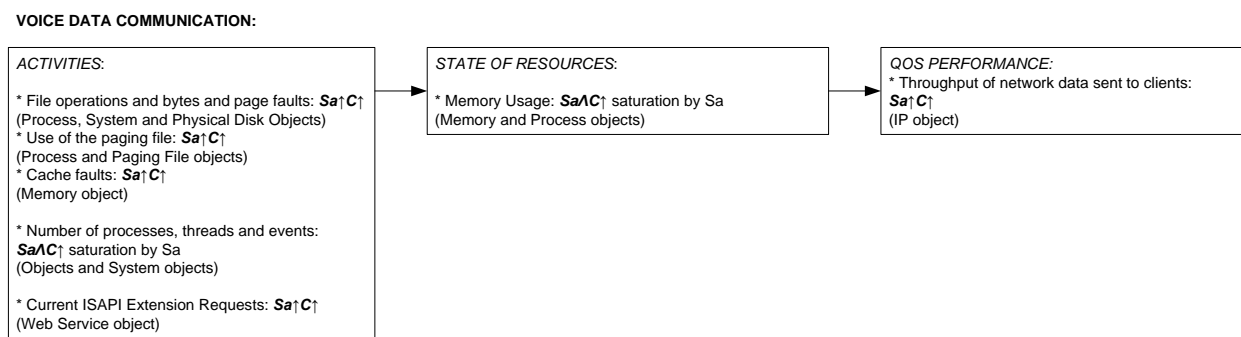 VOICE DATA COMMUNICATION:
ACTIVITIES:
* File operations and bytes and page faults: Sa↑C↑
(Process, System and Physical Disk Objects)
* Use of the paging file: Sa↑C↑
(Process and Paging File objects)
* Cache faults: Sa↑C↑
(Memory object)
* Number of processes, threads and events:
SaΛC↑ saturation by Sa
(Objects and System objects)
* Current ISAPI Extension Requests: Sa↑C↑
(Web Service object)
STATE OF RESOURCES:
* Memory Usage: SaΛC↑ saturation by Sa
(Memory and Process objects)
QOS PERFORMANCE:
* Throughput of network data sent to clients:
Sa↑C↑
(IP object)